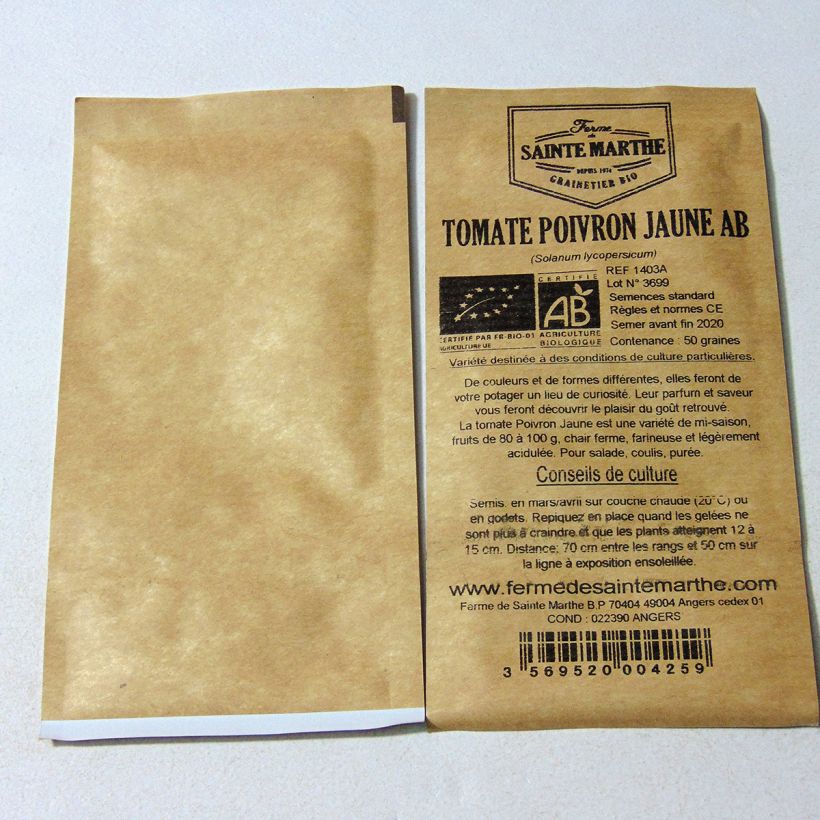 Ferme
de
SAINTE MARTHE
DEPUIS 1974
GRAINETIER BIO
TOMATE POIVRON JAUNE AB
(Solanum lycopersicum)
REF 1403A
Lot N° 3699
Semences standard
Règles et normes CE
Semer avant fin 2020
Contenance : 50 graines
CERTIFIÉ
AB
AGRICULTURE
BIOLOGIQUE
CERTIFIÉ PAR FR-BIO-01
AGRICULTURE UE
Variété destinée à des conditions de culture particulières.
De couleurs et de formes différentes, elles feront de
votre potager un lieu de curiosité. Leur parfum et saveur
vous feront découvrir le plaisir du goût retrouvé.
La tomate Poivron Jaune est une variété de mi-saison,
fruits de 80 à 100 g, chair ferme, farineuse et légèrement
acidulée. Pour salade, coulis, purée.
Conseils de culture
Semis. en mars/avril sur couche chaude (20°C) ou
en godets. Repiquez en place quand les gelées ne
sont plus à craindre et que les plants atteignent 12 à
15 cm. Distance: 70 cm entre les rangs et 50 cm sur
la ligne à exposition ensoleillée.
www.fermedesaintemarthe.com
Ferme de Sainte Marthe B.P 70404 49004 Angers cedex 01
COND : 022390 ANGERS
3 569520 004259